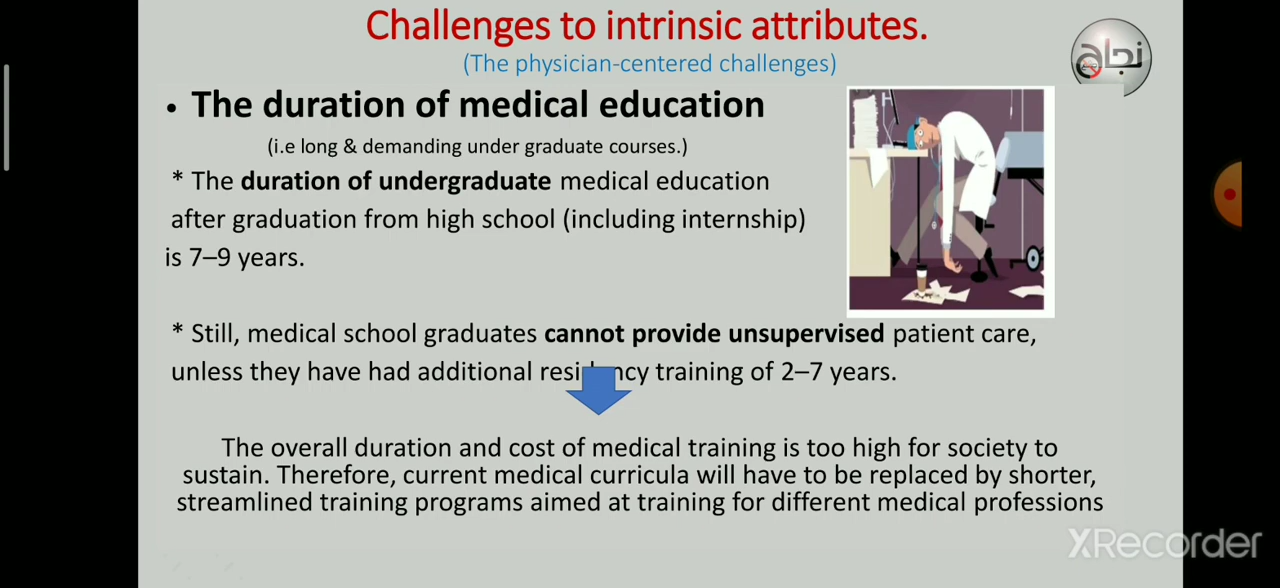 Challenges to intrinsic attributes.
(The physician-centered challenges)
• The duration of medical education
(i.e long & demanding under graduate courses.)
* The duration of undergraduate medical education
after graduation from high school (including internship)
is 7–9 years.
* Still, medical school graduates cannot provide unsupervised patient care,
unless they have had additional training of 2–7 years.
The overall duration and cost of medical training is too high for society to
sustain. Therefore, current medical curricula will have to be replaced by shorter,
streamlined training programs aimed at training for different medical professions
XRecorder